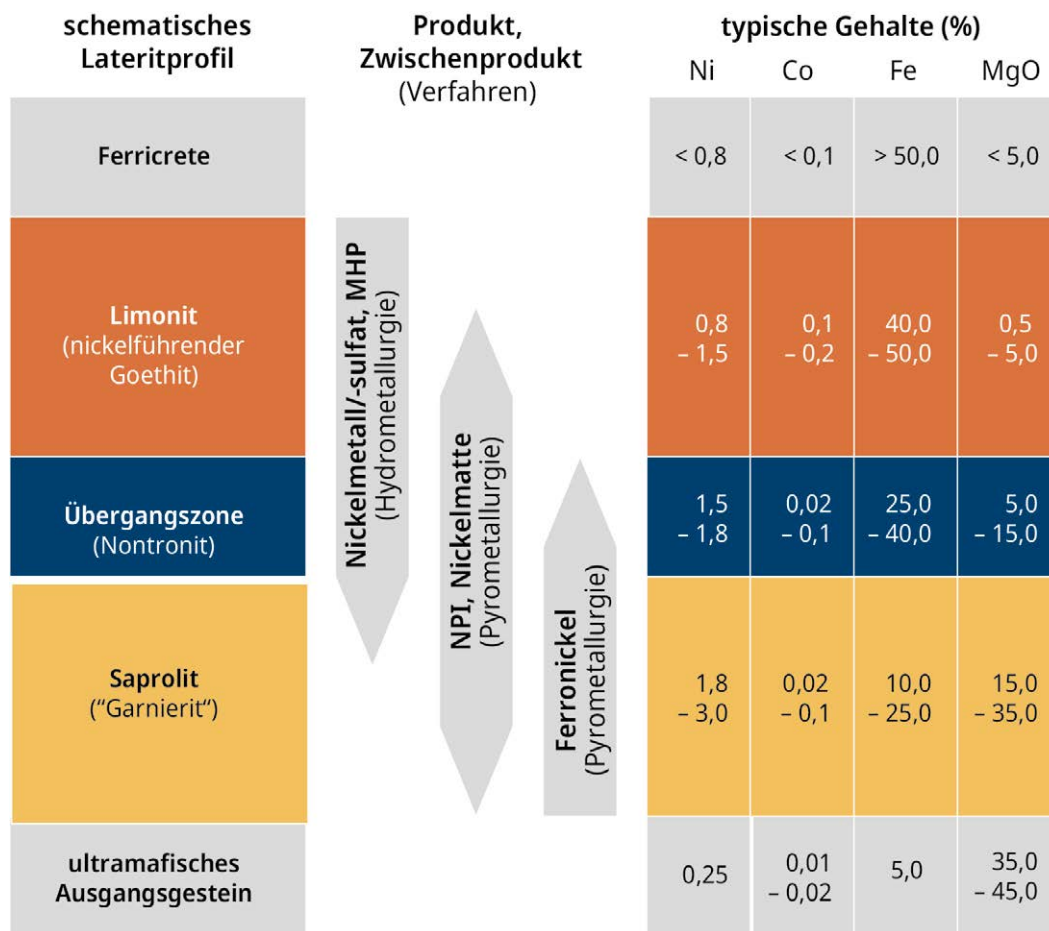 schematisches
Lateritprofil
Produkt,
Zwischenprodukt
(Verfahren)
typische Gehalte (%)
Ni Co Fe MgO
Ferricrete
< 0,8 < 0,1 > 50,0 < 5,0
Limonit
(nickelführender
Goethit)
0,8 0,1 40,0 0,5
– 1,5 – 0,2 – 50,0 – 5,0
Nickelmetall/-sulfat, MHP
(Hydrometallurgie)
NPI, Nickelmatte
(Pyrometallurgie)
Ferronickel
(Pyrometallurgie)
Übergangszone
(Nontronit)
1,5 0,02 25,0 5,0
– 1,8 – 0,1 – 40,0 – 15,0
Saprolit
("Garnierit“)
1,8 0,02 10,0 15,0
– 3,0 – 0,1 – 25,0 – 35,0
ultramafisches
Ausgangsgestein
0,25 0,01 5,0 35,0
– 0,02 – 45,0